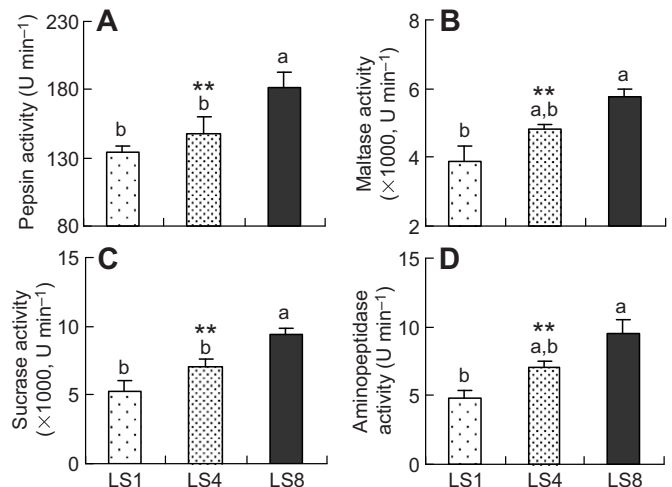 A
Pepsin activity (U min–1)
230
180
130
80
b
**
b
a
B
Maltase activity
(×1000, U min–1)
8
6
4
2
b
**
a,b
a
C
Sucrase activity
(×1000, U min–1)
15
10
5
0
b
**
b
a
LS1 LS4 LS8
D
Aminopeptidase
activity (U min–1)
15
10
5
0
b
**
a,b
a
LS1 LS4 LS8